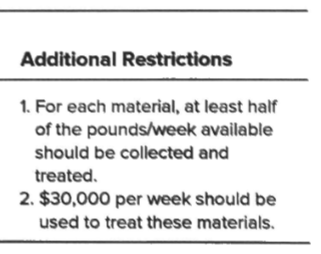 Additional Restrictions
1. For each material, at least half
of the pounds/week available
should be collected and
treated.
2. $30,000 per week should be
used to treat these materials.